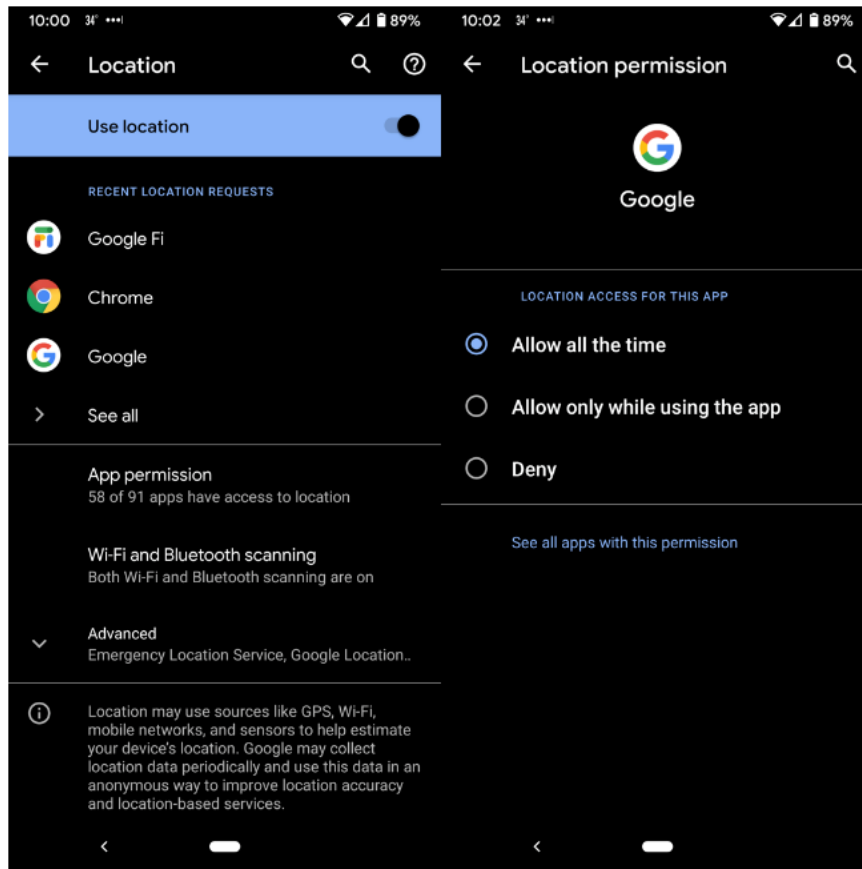 10:00 34° 89%
Location
Use location
RECENT LOCATION REQUESTS
Google Fi
Chrome
Google
See all
App permission
58 of 91 apps have access to location
Wi-Fi and Bluetooth scanning
Both Wi-Fi and Bluetooth scanning are on
Advanced
Emergency Location Service, Google Location..
Location may use sources like GPS, Wi-Fi,
mobile networks, and sensors to help estimate
your device's location. Google may collect
location data periodically and use this data in an
anonymous way to improve location accuracy
and location-based services.
10:02 34° 89%
Location permission
Google
LOCATION ACCESS FOR THIS APP
Allow all the time
Allow only while using the app
Deny
See all apps with this permission